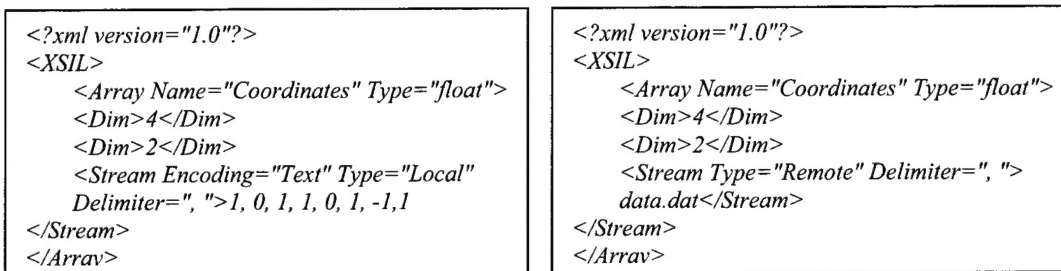 <?xml version="1.0"?>
<XSIL>
<Array Name="Coordinates" Type="float">
<Dim>4</Dim>
<Dim>2</Dim>
<Stream Encoding="Text" Type="Local"
Delimiter=", ">1, 0, 1, 1, 0, 1, -1,1
</Stream>
</Array>
<?xml version="1.0"?>
<XSIL>
<Array Name="Coordinates" Type="float">
<Dim>4</Dim>
<Dim>2</Dim>
<Stream Type="Remote" Delimiter=", ">
data.dat</Stream>
</Stream>
</Array>